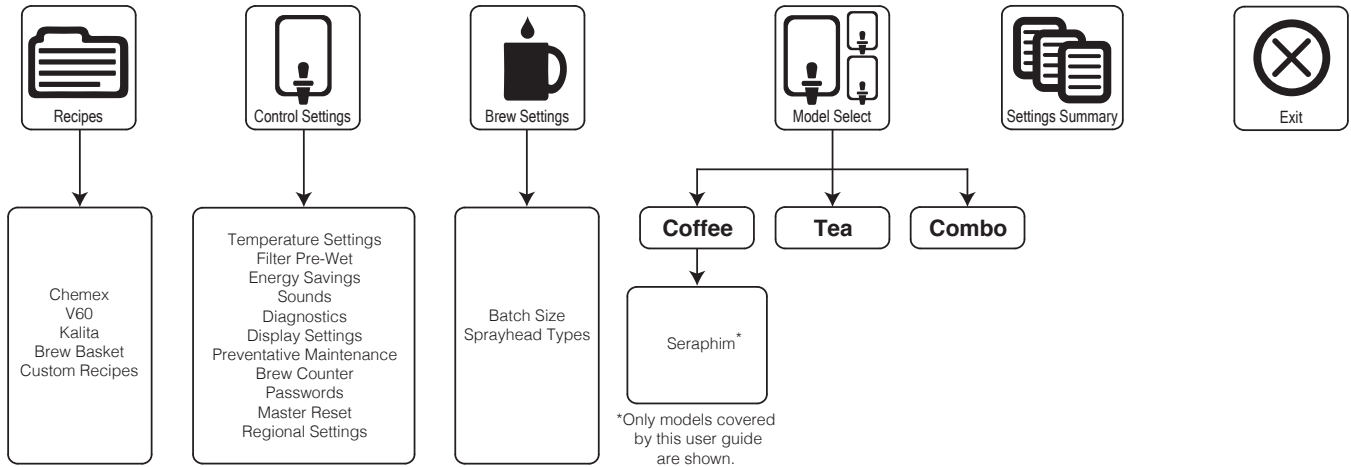 Recipes
Control Settings
Brew Settings
Model Select
Settings Summary
Exit
Chemex
V60
Kalita
Brew Basket
Custom Recipes
Temperature Settings
Filter Pre-Wet
Energy Savings
Sounds
Diagnostics
Display Settings
Preventative Maintenance
Brew Counter
Passwords
Master Reset
Regional Settings
Batch Size
Sprayhead Types
Coffee
Tea
Combo
Seraphim*
*Only models covered
by this user guide
are shown.